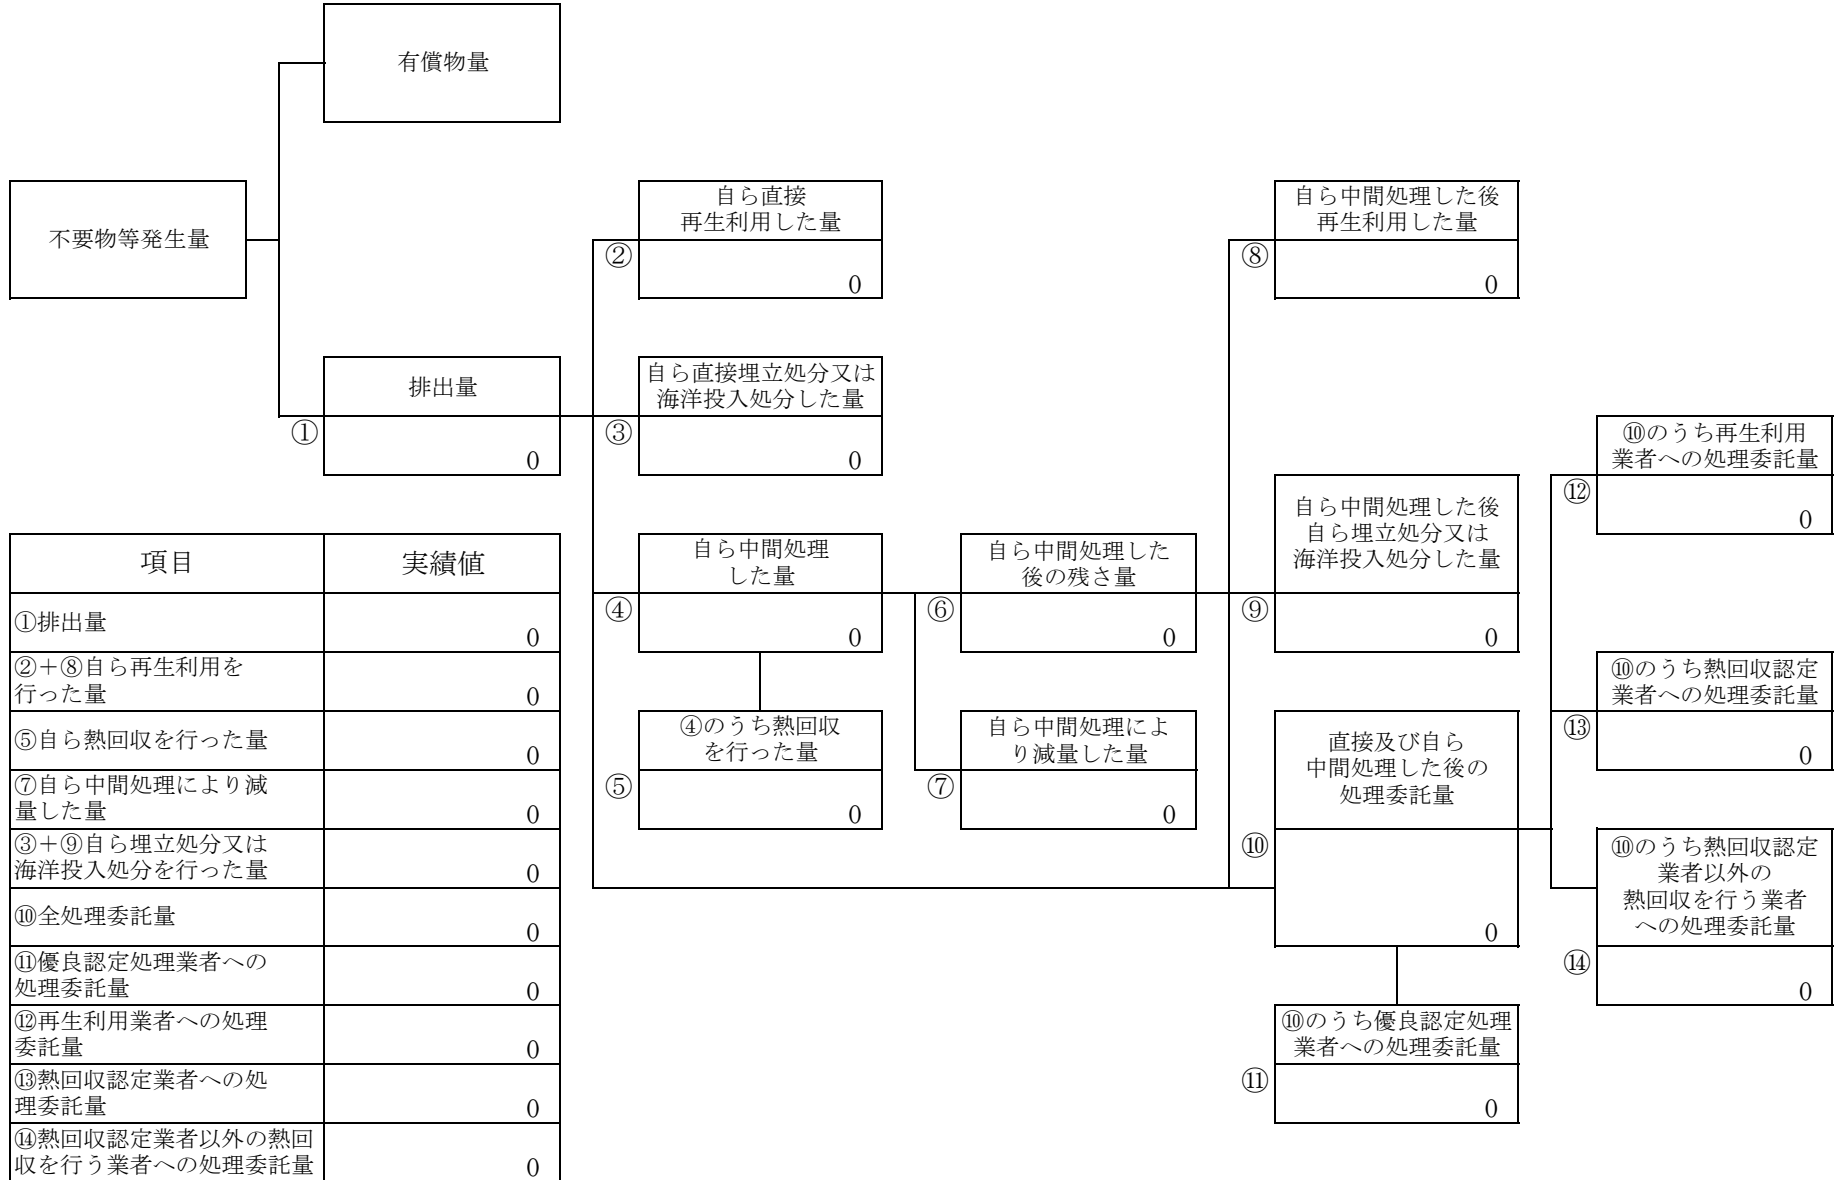 有償物量
不要物等発生量
排出量
①
0
自ら直接
再生利用した量
②
0
自ら直接埋立処分又は
海洋投入処分した量
③
0
自ら中間処理
した量
④
0
④のうち熱回収
を行った量
⑤
0
自ら中間処理した
後の残さ量
⑥
0
自ら中間処理によ
り減量した量
⑦
0
自ら中間処理した後
再生利用した量
⑧
0
自ら中間処理した後
自ら埋立処分又は
海洋投入処分した量
⑨
0
直接及び自ら
中間処理した後の
処理委託量
⑩
0
⑩のうち優良認定処理
業者への処理委託量
⑪
0
⑩のうち再生利用
業者への処理委託量
⑫
0
⑩のうち熱回収認定
業者への処理委託量
⑬
0
⑩のうち熱回収認定
業者以外の
熱回収を行う業者
への処理委託量
⑭
0
項目 実績値
①排出量
0
②+⑧自ら再生利用を
行った量
0
⑤自ら熱回収を行った量
0
⑦自ら中間処理により減
量した量
0
③+⑨自ら埋立処分又は
海洋投入処分を行った量
0
⑩全処理委託量
0
⑪優良認定処理業者への
処理委託量
0
⑫再生利用業者への処理
委託量
0
⑬熱回収認定業者への処
理委託量
0
⑭熱回収認定業者以外の熱回
収を行う業者への処理委託量
0